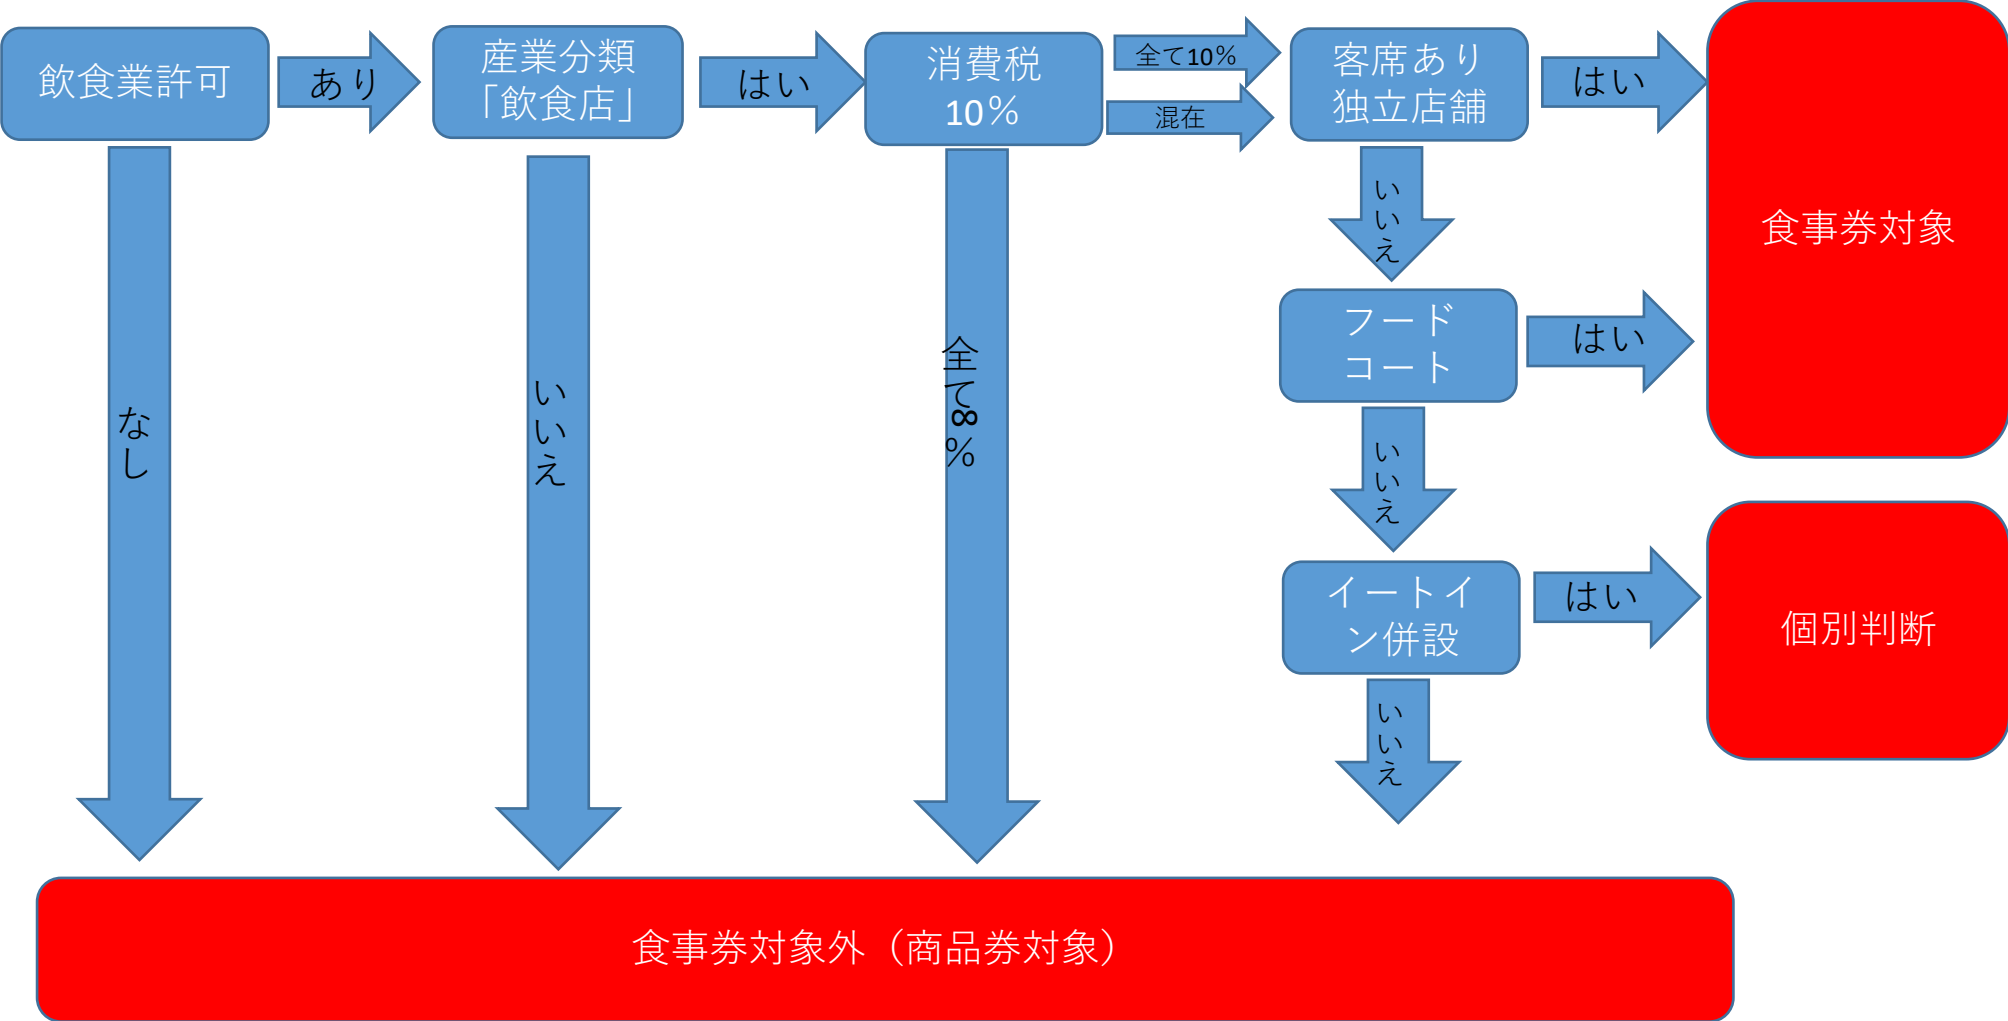 飲食業許可
あり
産業分類
「飲食店」
はい
消費税
10％
全て10％
混在
客席あり
独立店舗
はい
食事券対象
いいえ
フード
コート
はい
なし
いいえ
全て8％
いいえ
イートイ
ン併設
はい
個別判断
いいえ
食事券対象外（商品券対象）